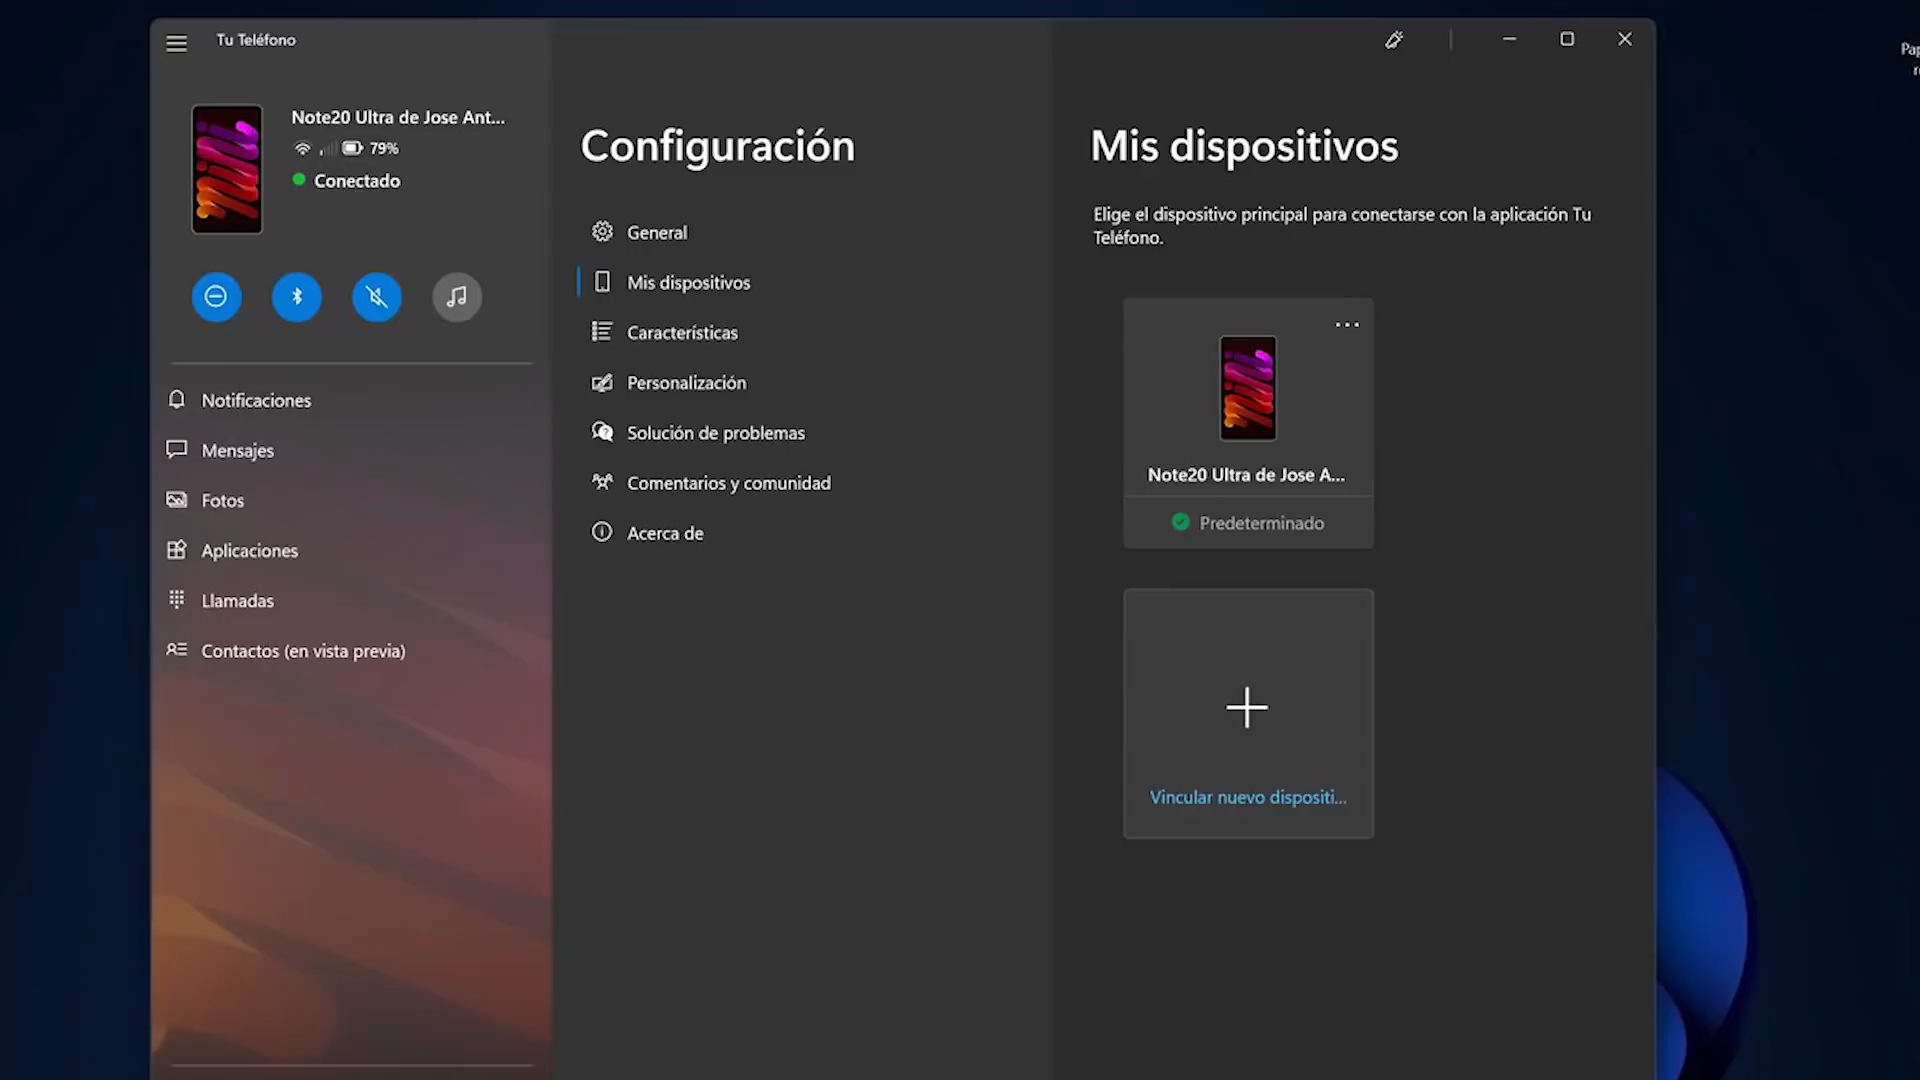 Tu Teléfono
Note20 Ultra de Jose Ant...
79%
Conectado
Notificaciones
Mensajes
Fotos
Aplicaciones
Llamadas
Contactos (en vista previa)
Configuración
General
Mis dispositivos
Características
Personalización
Solución de problemas
Comentarios y comunidad
Acerca de
Mis dispositivos
Elige el dispositivo principal para conectarse con la aplicación Tu
Teléfono.
Note20 Ultra de Jose A...
Predeterminado
Vincular nuevo dispositi...